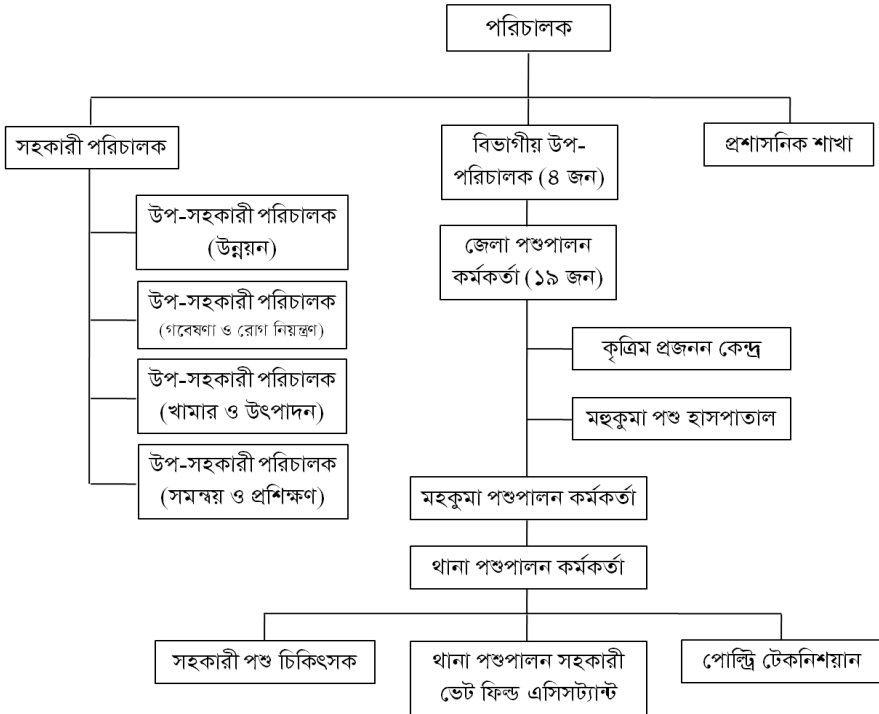 পরিচালক
সহকারী পরিচালক
বিভাগীয় উপ-
পরিচালক (৪ জন)
প্রশাসনিক শাখা
উপ-সহকারী পরিচালক
(উন্নয়ন)
উপ-সহকারী পরিচালক
(গবেষণা ও রোগ নিয়ন্ত্রণ)
উপ-সহকারী পরিচালক
(খামার ও উৎপাদন)
উপ-সহকারী পরিচালক
(সমন্বয় ও প্রশিক্ষণ)
জেলা পশুপালন
কর্মকর্তা (১৯ জন)
কৃত্রিম প্রজনন কেন্দ্র
মহুকুমা পশু হাসপাতাল
মহকুমা পশুপালন কর্মকর্তা
থানা পশুপালন কর্মকর্তা
সহকারী পশু চিকিৎসক
থানা পশুপালন সহকারী
ভেট ফিল্ড এসিসট্যান্ট
পোল্ট্রি টেকনিশয়ান